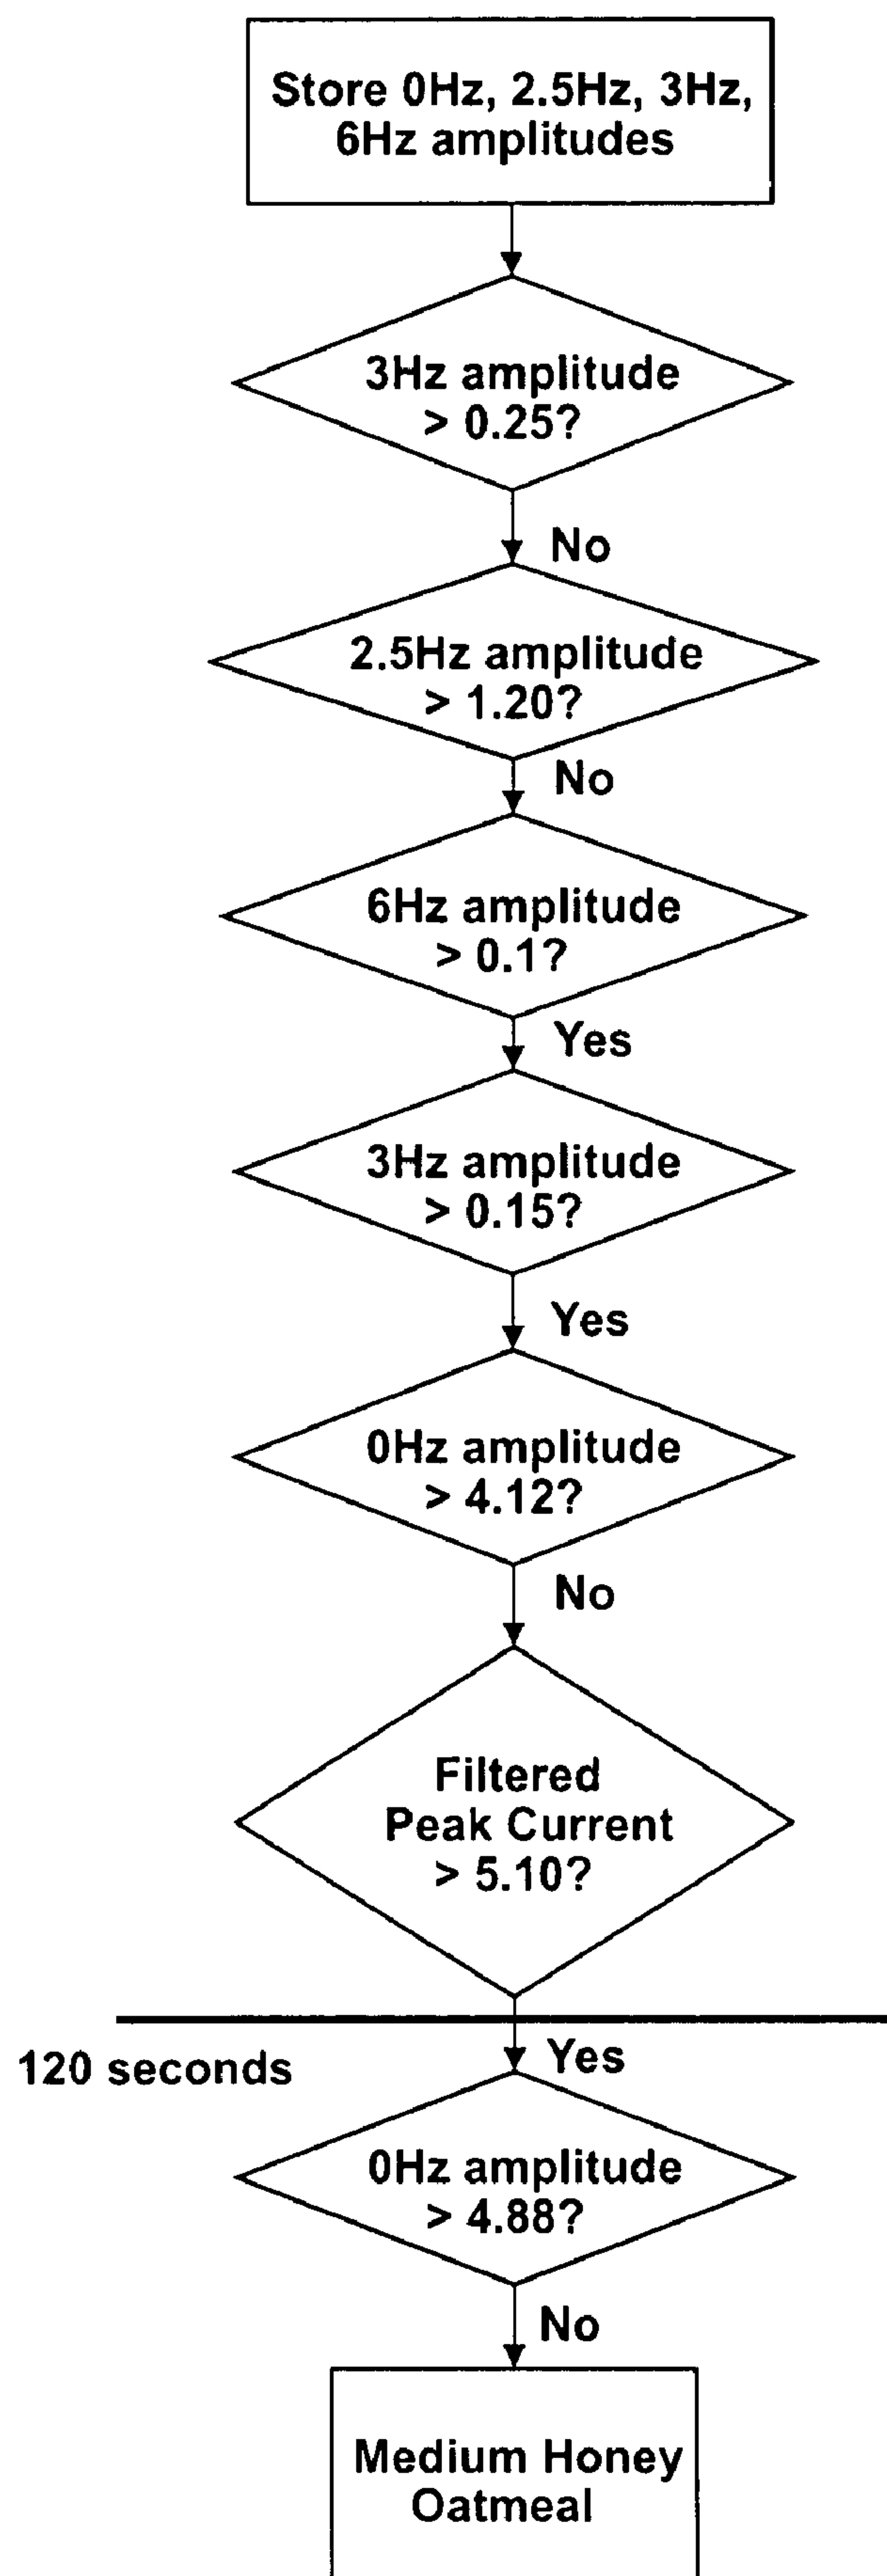 Store 0Hz, 2.5Hz, 3Hz,
6Hz amplitudes
3Hz amplitude
> 0.25?
No
2.5Hz amplitude
> 1.20?
No
6Hz amplitude
> 0.1?
Yes
3Hz amplitude
> 0.15?
Yes
0Hz amplitude
> 4.12?
No
Filtered
Peak Current
> 5.10?
Yes
120 seconds
0Hz amplitude
> 4.88?
No
Medium Honey
Oatmeal